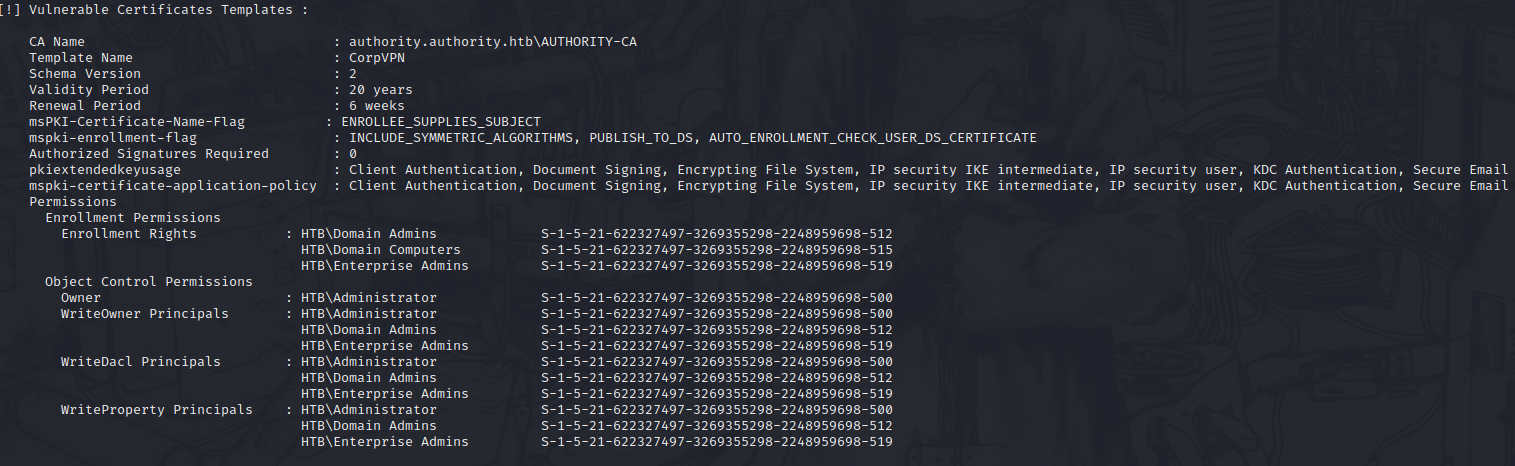 [!] Vulnerable Certificates Templates :
CA Name : authority.authority.htb\AUTHORITY-CA
Template Name : CorpVPN
Schema Version : 2
Validity Period : 20 years
Renewal Period : 6 weeks
msPKI-Certificate-Name-Flag : ENROLLEE_SUPPLIES_SUBJECT
mspki-enrollment-flag : INCLUDE_SYMMETRIC_ALGORITHMS, PUBLISH_TO_DS, AUTO_ENROLLMENT_CHECK_USER_DS_CERTIFICATE
Authorized Signatures Required : 0
pkiextendedkeyusage : Client Authentication, Document Signing, Encrypting File System, IP security IKE intermediate, IP security user, KDC Authentication, Secure Email
mspki-certificate-application-policy : Client Authentication, Document Signing, Encrypting File System, IP security IKE intermediate, IP security user, KDC Authentication, Secure Email
Permissions
Enrollment Permissions
Enrollment Rights : HTB\Domain Admins S-1-5-21-622327497-3269355298-2248959698-512
HTB\Domain Computers S-1-5-21-622327497-3269355298-2248959698-515
HTB\Enterprise Admins S-1-5-21-622327497-3269355298-2248959698-519
Object Control Permissions
Owner : HTB\Administrator S-1-5-21-622327497-3269355298-2248959698-500
WriteOwner Principals : HTB\Administrator S-1-5-21-622327497-3269355298-2248959698-500
HTB\Domain Admins S-1-5-21-622327497-3269355298-2248959698-512
HTB\Enterprise Admins S-1-5-21-622327497-3269355298-2248959698-519
WriteDacl Principals : HTB\Administrator S-1-5-21-622327497-3269355298-2248959698-500
HTB\Domain Admins S-1-5-21-622327497-3269355298-2248959698-512
HTB\Enterprise Admins S-1-5-21-622327497-3269355298-2248959698-519
WriteProperty Principals : HTB\Administrator S-1-5-21-622327497-3269355298-2248959698-500
HTB\Domain Admins S-1-5-21-622327497-3269355298-2248959698-512
HTB\Enterprise Admins S-1-5-21-622327497-3269355298-2248959698-519